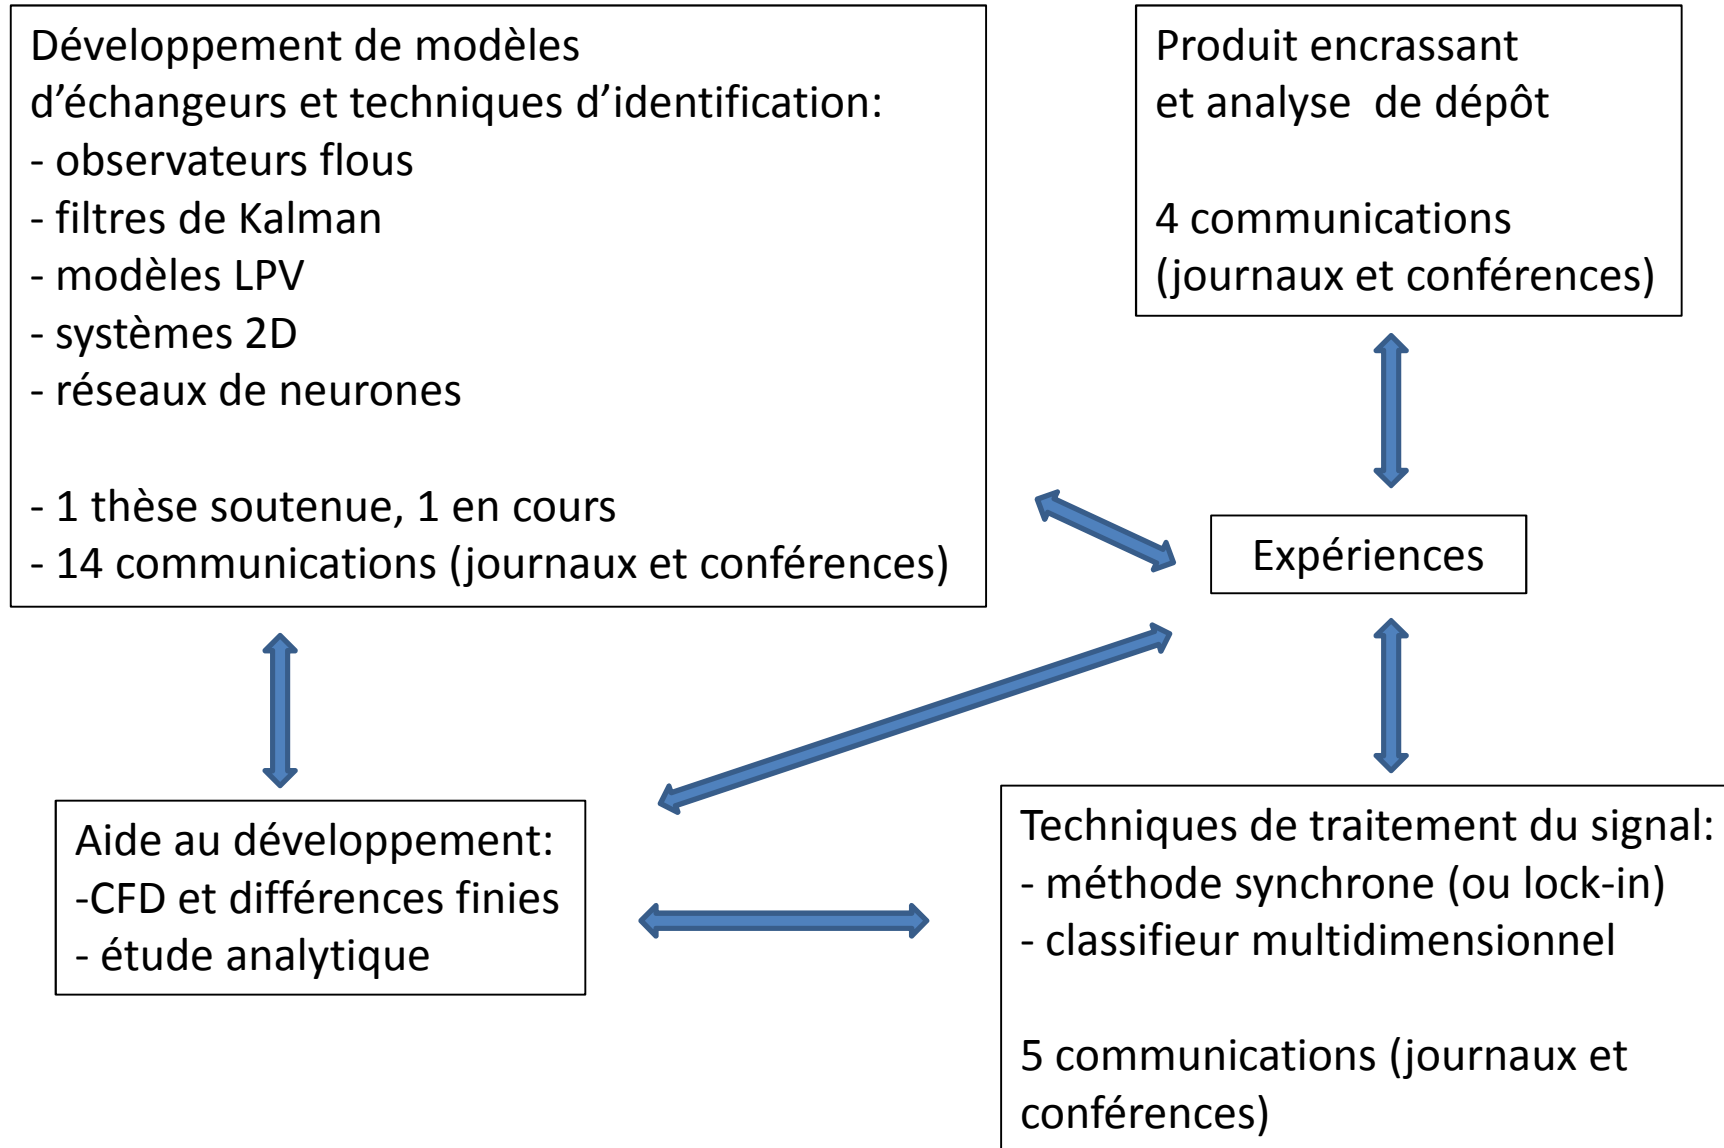 Développement de modèles
d’échangeurs et techniques d’identification:
- observateurs flous
- filtres de Kalman
- modèles LPV
- systèmes 2D
- réseaux de neurones
- 1 thèse soutenue, 1 en cours
- 14 communications (journaux et conférences)
Produit encrassant
et analyse  de dépôt
4 communications
(journaux et conférences)
Expériences
Aide au développement:
-CFD et différences finies
- étude analytique
Techniques de traitement du signal:
- méthode synchrone (ou lock-in)
- classifieur multidimensionnel
5 communications (journaux et
conférences)